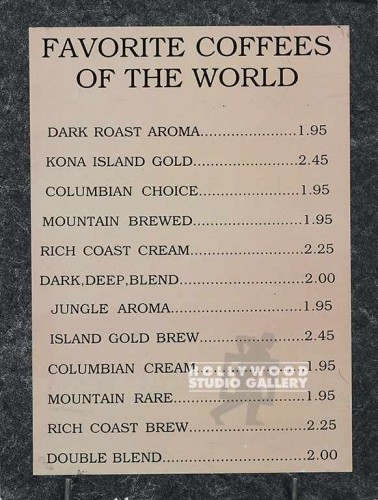 FAVORITE COFFEES
OF THE WORLD
DARK ROAST AROMA......................1.95
KONA ISLAND GOLD........................2.45
COLUMBIAN CHOICE.......................1.95
MOUNTAIN BREWED.........................1.95
RICH COAST CREAM..........................2.25
DARK,DEEP,BLEND.............................2.00
JUNGLE AROMA..............................1.95
ISLAND GOLD BREW........................2.45
COLUMBIAN CREAM.........................1.95
HOLLYWOOD
STUDIO GALLERY
MOUNTAIN RARE..............................1.95
RICH COAST BREW...........................2.25
DOUBLE BLEND.................................2.00